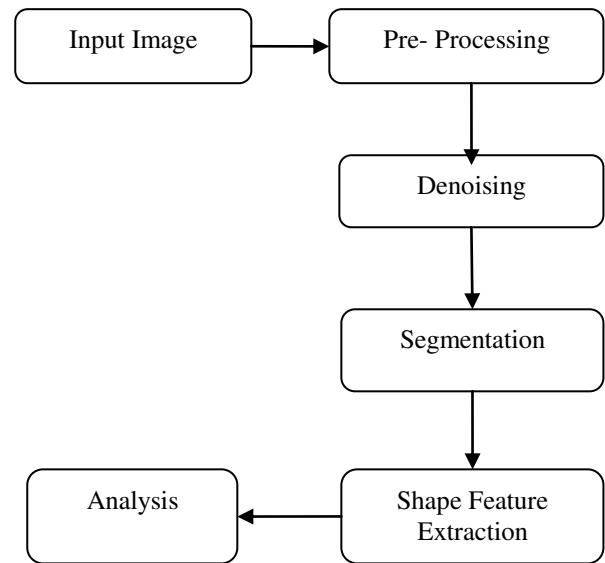 Input Image
Pre- Processing
Denoising
Segmentation
Shape Feature
Extraction
Analysis